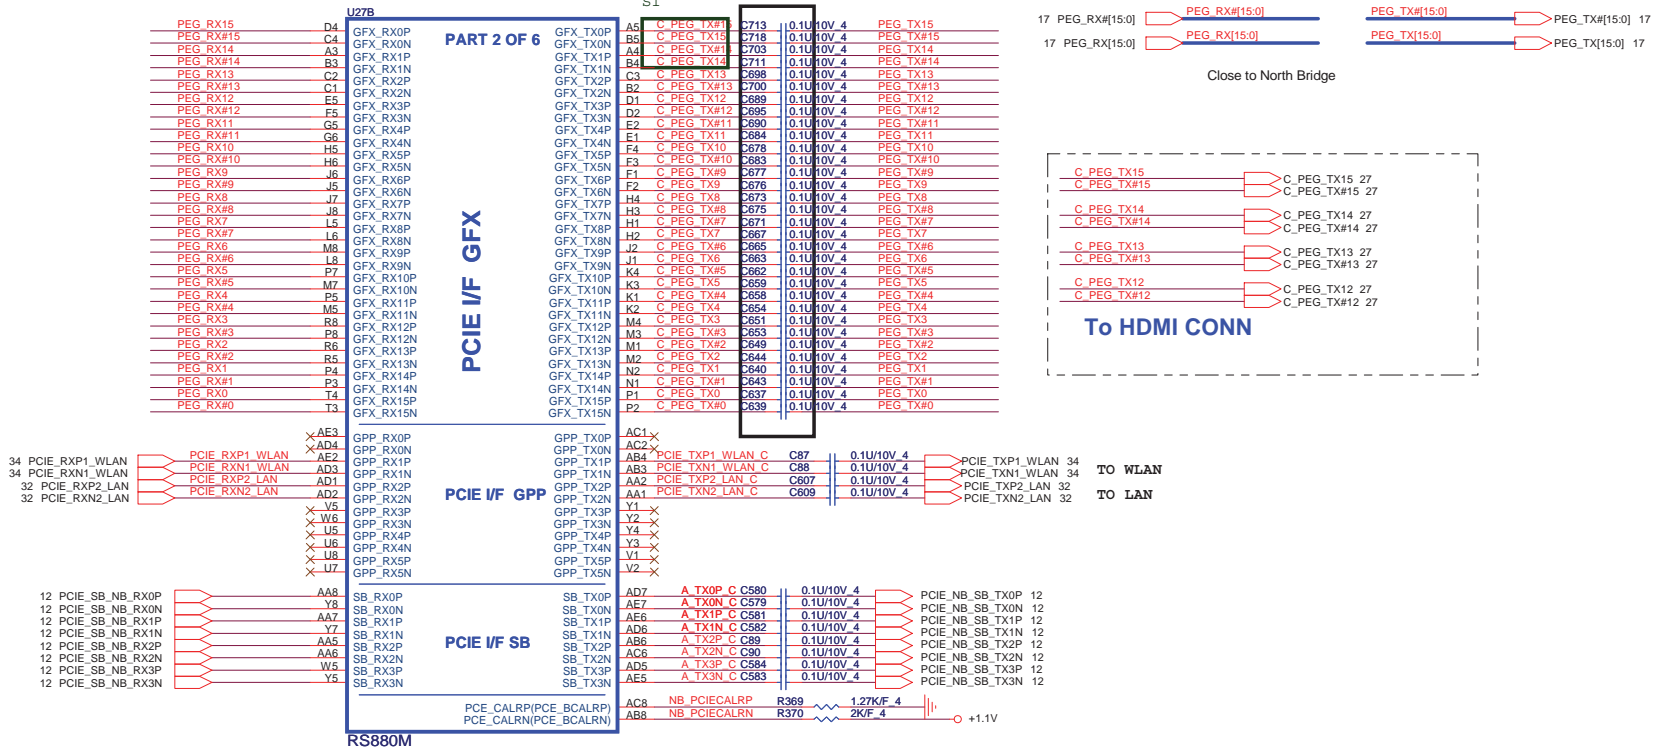 S1
U27B
PART 2 OF 6
PEG_RX15 D4 GFX_RX0P GFX_TX0P A5 C_PEG_TX#15 C713 0.1U/10V_4 PEG_TX15
PEG_RX#15 C4 GFX_RX0N GFX_TX0N B5 C_PEG_TX15 C718 0.1U/10V_4 PEG_TX#15
PEG_RX14 A3 GFX_RX1P GFX_TX1P A4 C_PEG_TX#14 C703 0.1U/10V_4 PEG_TX14
PEG_RX#14 B3 GFX_RX1N GFX_TX1N B4 C_PEG_TX14 C711 0.1U/10V_4 PEG_TX#14
PEG_RX13 C2 GFX_RX2P GFX_TX2P C3 C_PEG_TX13 C698 0.1U/10V_4 PEG_TX13
PEG_RX#13 C1 GFX_RX2N GFX_TX2N B2 C_PEG_TX#13 C700 0.1U/10V_4 PEG_TX#13
PEG_RX12 E5 GFX_RX3P GFX_TX3P D1 C_PEG_TX12 C689 0.1U/10V_4 PEG_TX12
PEG_RX#12 F5 GFX_RX3N GFX_TX3N D2 C_PEG_TX#12 C695 0.1U/10V_4 PEG_TX#12
PEG_RX11 G5 GFX_RX4P GFX_TX4P E2 C_PEG_TX#11 C690 0.1U/10V_4 PEG_TX#11
PEG_RX#11 G6 GFX_RX4N GFX_TX4N E1 C_PEG_TX11 C684 0.1U/10V_4 PEG_TX11
PEG_RX10 H5 GFX_RX5P GFX_TX5P F4 C_PEG_TX10 C678 0.1U/10V_4 PEG_TX10
PEG_RX#10 H6 GFX_RX5N GFX_TX5N F3 C_PEG_TX#10 C683 0.1U/10V_4 PEG_TX#10
PEG_RX9 J6 GFX_RX6P GFX_TX6P F1 C_PEG_TX#9 C677 0.1U/10V_4 PEG_TX#9
PEG_RX#9 J5 GFX_RX6N GFX_TX6N F2 C_PEG_TX9 C676 0.1U/10V_4 PEG_TX9
PEG_RX8 J7 GFX_RX7P GFX_TX7P H4 C_PEG_TX8 C673 0.1U/10V_4 PEG_TX8
PEG_RX#8 J8 GFX_RX7N GFX_TX7N H3 C_PEG_TX#8 C675 0.1U/10V_4 PEG_TX#8
PEG_RX7 L5 GFX_RX8P GFX_TX8P H1 C_PEG_TX#7 C671 0.1U/10V_4 PEG_TX#7
PEG_RX#7 L6 GFX_RX8N GFX_TX8N H2 C_PEG_TX7 C667 0.1U/10V_4 PEG_TX7
PEG_RX6 M8 GFX_RX9P GFX_TX9P J2 C_PEG_TX#6 C665 0.1U/10V_4 PEG_TX#6
PEG_RX#6 L8 GFX_RX9N GFX_TX9N J1 C_PEG_TX6 C663 0.1U/10V_4 PEG_TX6
PEG_RX5 P7 GFX_RX10P GFX_TX10P K4 C_PEG_TX#5 C662 0.1U/10V_4 PEG_TX#5
PEG_RX#5 M7 GFX_RX10N GFX_TX10N K3 C_PEG_TX5 C659 0.1U/10V_4 PEG_TX5
PEG_RX4 P5 GFX_RX11P GFX_TX11P K1 C_PEG_TX#4 C658 0.1U/10V_4 PEG_TX#4
PEG_RX#4 M5 GFX_RX11N GFX_TX11N K2 C_PEG_TX4 C654 0.1U/10V_4 PEG_TX4
PEG_RX3 R8 GFX_RX12P GFX_TX12P M4 C_PEG_TX3 C651 0.1U/10V_4 PEG_TX3
PEG_RX#3 P8 GFX_RX12N GFX_TX12N M3 C_PEG_TX#3 C653 0.1U/10V_4 PEG_TX#3
PEG_RX2 R6 GFX_RX13P GFX_TX13P M1 C_PEG_TX#2 C649 0.1U/10V_4 PEG_TX#2
PEG_RX#2 R5 GFX_RX13N GFX_TX13N M2 C_PEG_TX2 C644 0.1U/10V_4 PEG_TX2
PEG_RX1 P4 GFX_RX14P GFX_TX14P N2 C_PEG_TX1 C640 0.1U/10V_4 PEG_TX1
PEG_RX#1 P3 GFX_RX14N GFX_TX14N N1 C_PEG_TX#1 C643 0.1U/10V_4 PEG_TX#1
PEG_RX0 T4 GFX_RX15P GFX_TX15P P1 C_PEG_TX0 C637 0.1U/10V_4 PEG_TX0
PEG_RX#0 T3 GFX_RX15N GFX_TX15N P2 C_PEG_TX#0 C639 0.1U/10V_4 PEG_TX#0
PCIE I/F GFX
AE3 GPP_RX0P GPP_TX0P AC1
AD4 GPP_RX0N GPP_TX0N AC2
34 PCIE_RXP1_WLAN PCIE_RXP1_WLAN AE2 GPP_RX1P GPP_TX1P AB4 PCIE_TXP1_WLAN_C C87 0.1U/10V_4 PCIE_TXP1_WLAN 34
34 PCIE_RXN1_WLAN PCIE_RXN1_WLAN AD3 GPP_RX1N GPP_TX1N AB3 PCIE_TXN1_WLAN_C C88 0.1U/10V_4 PCIE_TXN1_WLAN 34
TO WLAN
32 PCIE_RXP2_LAN PCIE_RXP2_LAN AD1 GPP_RX2P GPP_TX2P AA2 PCIE_TXP2_LAN_C C607 0.1U/10V_4 PCIE_TXP2_LAN 32
32 PCIE_RXN2_LAN PCIE_RXN2_LAN AD2 GPP_RX2N GPP_TX2N AA1 PCIE_TXN2_LAN_C C609 0.1U/10V_4 PCIE_TXN2_LAN 32
TO LAN
PCIE I/F GPP
V5 GPP_RX3P GPP_TX3P Y1
W6 GPP_RX3N GPP_TX3N Y2
U5 GPP_RX4P GPP_TX4P Y4
U6 GPP_RX4N GPP_TX4N Y3
U8 GPP_RX5P GPP_TX5P V1
U7 GPP_RX5N GPP_TX5N V2
12 PCIE_SB_NB_RX0P AA8 SB_RX0P SB_TX0P AD7 A_TX0P_C C580 0.1U/10V_4 PCIE_NB_SB_TX0P 12
12 PCIE_SB_NB_RX0N Y8 SB_RX0N SB_TX0N AE7 A_TX0N_C C579 0.1U/10V_4 PCIE_NB_SB_TX0N 12
12 PCIE_SB_NB_RX1P AA7 SB_RX1P SB_TX1P AE6 A_TX1P_C C581 0.1U/10V_4 PCIE_NB_SB_TX1P 12
12 PCIE_SB_NB_RX1N Y7 SB_RX1N SB_TX1N AD6 A_TX1N_C C582 0.1U/10V_4 PCIE_NB_SB_TX1N 12
12 PCIE_SB_NB_RX2P AA5 SB_RX2P SB_TX2P AB6 A_TX2P_C C89 0.1U/10V_4 PCIE_NB_SB_TX2P 12
12 PCIE_SB_NB_RX2N AA6 SB_RX2N SB_TX2N AC6 A_TX2N_C C90 0.1U/10V_4 PCIE_NB_SB_TX2N 12
12 PCIE_SB_NB_RX3P W5 SB_RX3P SB_TX3P AD5 A_TX3P_C C584 0.1U/10V_4 PCIE_NB_SB_TX3P 12
12 PCIE_SB_NB_RX3N Y5 SB_RX3N SB_TX3N AE5 A_TX3N_C C583 0.1U/10V_4 PCIE_NB_SB_TX3N 12
PCIE I/F SB
PCE_CALRP(PCE_BCALRP) AC8 NB_PCIECALRP R369 1.27K/F_4
PCE_CALRN(PCE_BCALRN) AB8 NB_PCIECALRN R370 2K/F_4 +1.1V
RS880M
17 PEG_RX#[15:0] PEG_RX#[15:0] PEG_TX#[15:0] PEG_TX#[15:0] 17
17 PEG_RX[15:0] PEG_RX[15:0] PEG_TX[15:0] PEG_TX[15:0] 17
Close to North Bridge
C_PEG_TX15 C_PEG_TX15 27
C_PEG_TX#15 C_PEG_TX#15 27
C_PEG_TX14 C_PEG_TX14 27
C_PEG_TX#14 C_PEG_TX#14 27
C_PEG_TX13 C_PEG_TX13 27
C_PEG_TX#13 C_PEG_TX#13 27
C_PEG_TX12 C_PEG_TX12 27
C_PEG_TX#12 C_PEG_TX#12 27
To HDMI CONN